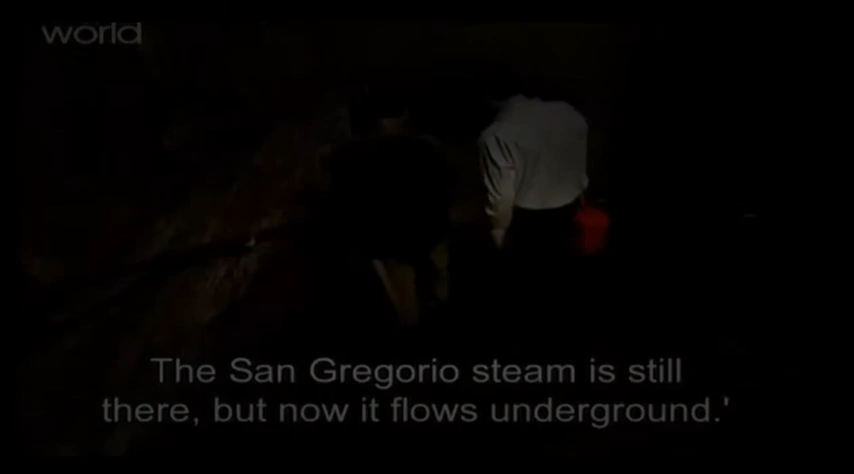 world
The San Gregorio steam is still
there, but now it flows underground.'